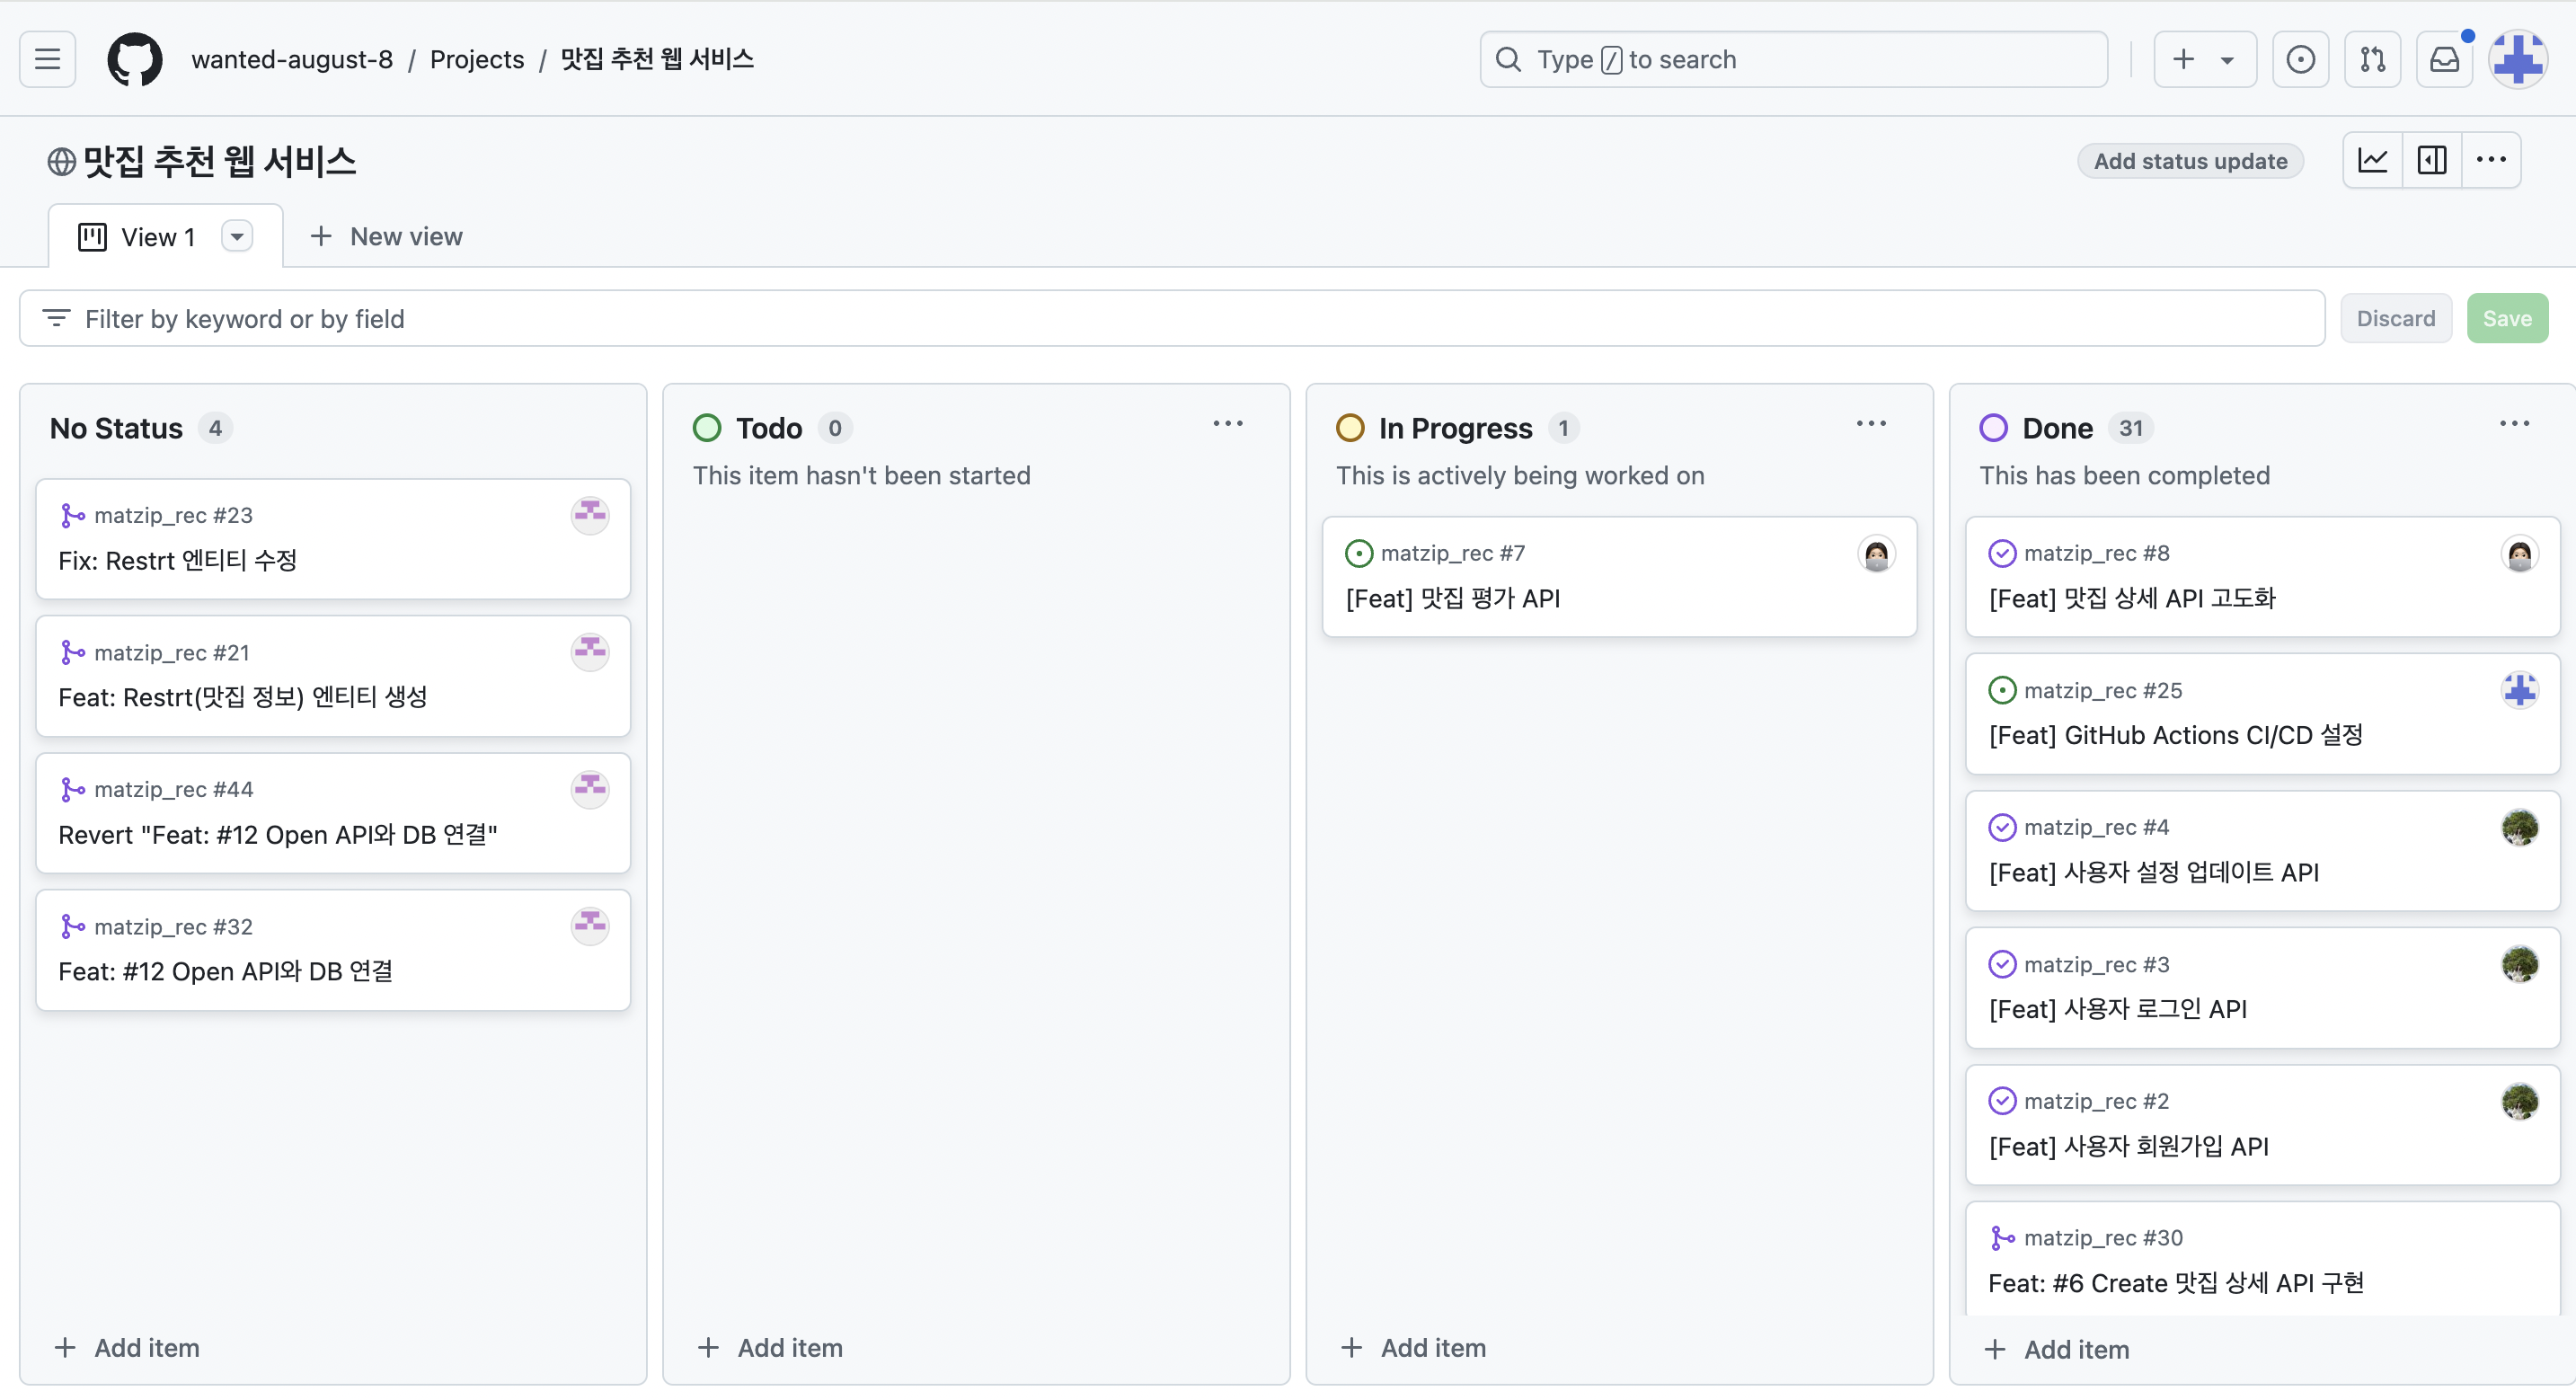 wanted-august-8 / Projects / 맛집 추천 웹 서비스
Type / to search
맛집 추천 웹 서비스
Add status update
View 1
New view
Filter by keyword or by field
Discard
Save
No Status 4
matzip_rec #23
Fix: Restrt 엔티티 수정
matzip_rec #21
Feat: Restrt(맛집 정보) 엔티티 생성
matzip_rec #44
Revert "Feat: #12 Open API와 DB 연결"
matzip_rec #32
Feat: #12 Open API와 DB 연결
Add item
Todo 0
This item hasn't been started
Add item
In Progress 1
This is actively being worked on
matzip_rec #7
[Feat] 맛집 평가 API
Add item
Done 31
This has been completed
matzip_rec #8
[Feat] 맛집 상세 API 고도화
matzip_rec #25
[Feat] GitHub Actions CI/CD 설정
matzip_rec #4
[Feat] 사용자 설정 업데이트 API
matzip_rec #3
[Feat] 사용자 로그인 API
matzip_rec #2
[Feat] 사용자 회원가입 API
matzip_rec #30
Feat: #6 Create 맛집 상세 API 구현
Add item